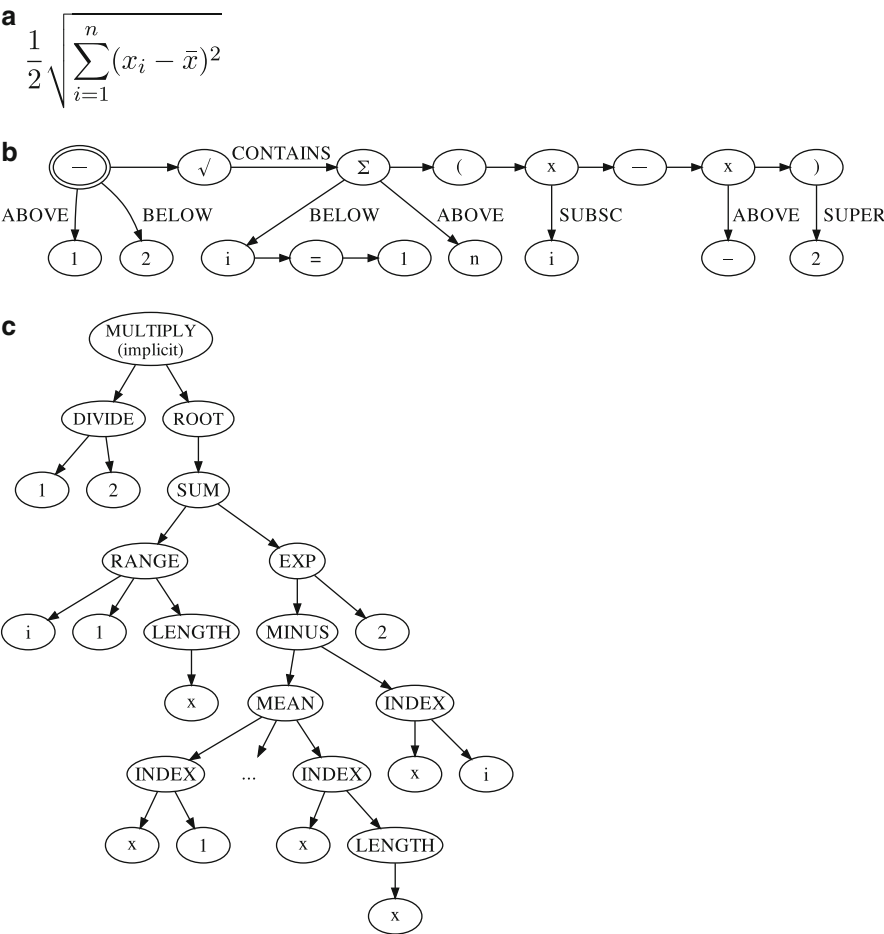 a
1/2 √ n∑i=1 (xᵢ − x̄)²
b
− √ CONTAINS Σ ( x − x )
ABOVE BELOW BELOW ABOVE SUBSC ABOVE SUPER
1 2 i = 1 n i − 2
c
MULTIPLY
(implicit)
DIVIDE ROOT
1 2 SUM
RANGE EXP
i 1 LENGTH MINUS 2
x MEAN INDEX
INDEX ... INDEX x i
x 1 x LENGTH
x